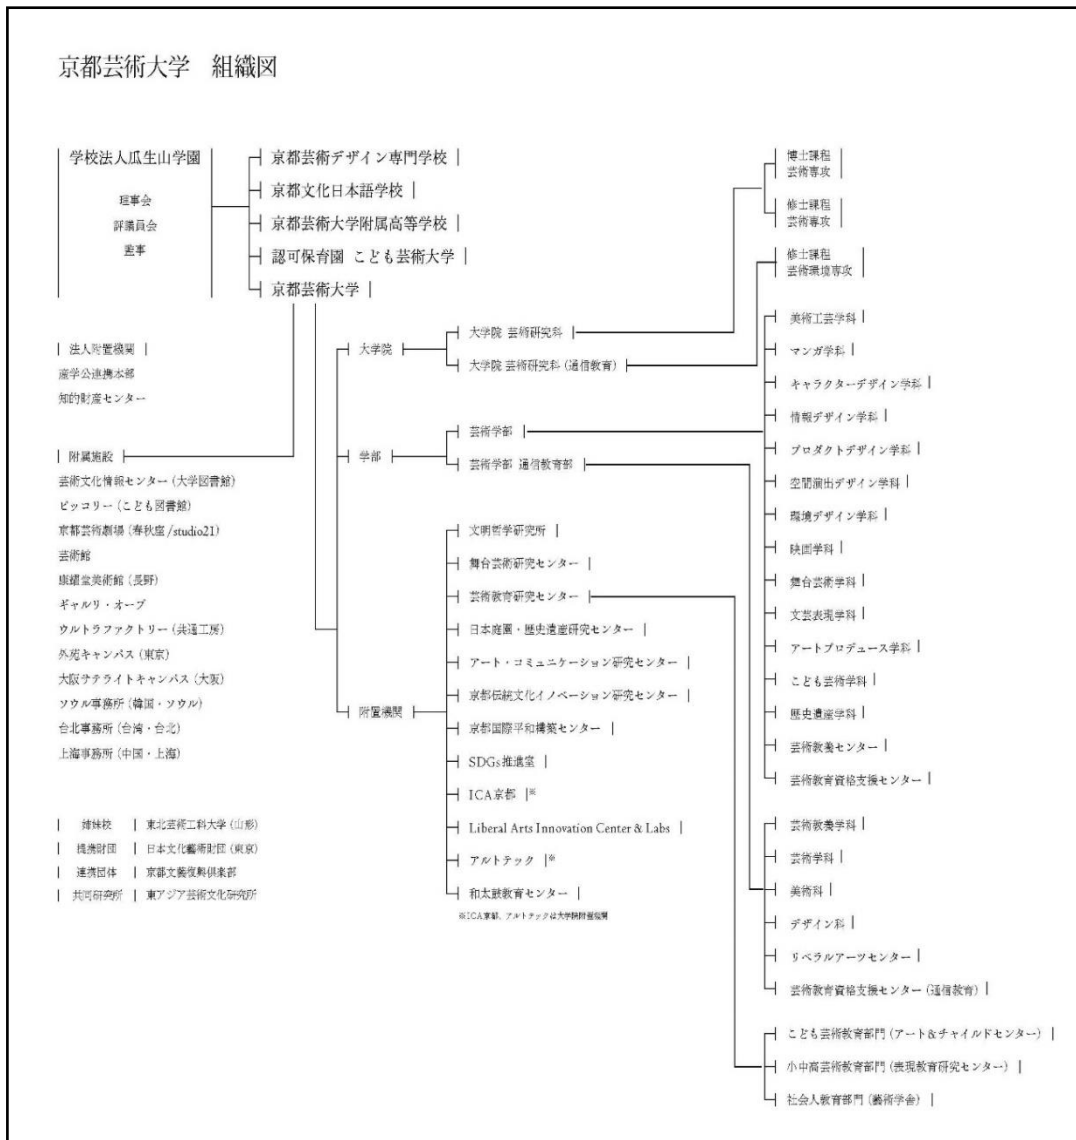 京都芸術大学 組織図
学校法人瓜生山学園
理事会
評議員会
監事
京都芸術デザイン専門学校
京都文化日本語学校
京都芸術大学附属高等学校
認可保育園 こども芸術大学
京都芸術大学
法人附置機関
産学公連携本部
知的財産センター
附属施設
芸術文化情報センター (大学図書館)
ピッコリー (こども図書館)
京都芸術劇場 (春秋座/studio21)
芸術館
康耀堂美術館 (長野)
ギャルリ・オーブ
ウルトラファクトリー (共通工房)
外苑キャンパス (東京)
大阪サテライトキャンパス (大阪)
ソウル事務所 (韓国・ソウル)
台北事務所 (台湾・台北)
上海事務所 (中国・上海)
姉妹校 東北芸術工科大学 (山形)
提携財団 日本文化藝術財団 (東京)
連携団体 京都文藝復興倶楽部
共同研究所 東アジア芸術文化研究所
大学院
大学院 芸術研究科
大学院 芸術研究科 (通信教育)
学部
芸術学部
芸術学部 通信教育部
附置機関
文明哲学研究所
舞台芸術研究センター
芸術教育研究センター
日本庭園・歴史遺産研究センター
アート・コミュニケーション研究センター
京都伝統文化イノベーション研究センター
京都国際平和構築センター
SDGs推進室
ICA京都 ※
Liberal Arts Innovation Center & Labs
アルトテック ※
和太鼓教育センター
※ICA京都、アルトテックは大学院附置機関
博士課程
芸術専攻
修士課程
芸術専攻
修士課程
芸術環境専攻
美術工芸学科
マンガ学科
キャラクターデザイン学科
情報デザイン学科
プロダクトデザイン学科
空間演出デザイン学科
環境デザイン学科
映画学科
舞台芸術学科
文芸表現学科
アートプロデュース学科
こども芸術学科
歴史遺産学科
芸術教養センター
芸術教育資格支援センター
芸術教養学科
芸術学科
美術科
デザイン科
リベラルアーツセンター
芸術教育資格支援センター (通信教育)
こども芸術教育部門 (アート&チャイルドセンター)
小中高芸術教育部門 (表現教育研究センター)
社会人教育部門 (藝術学舎)